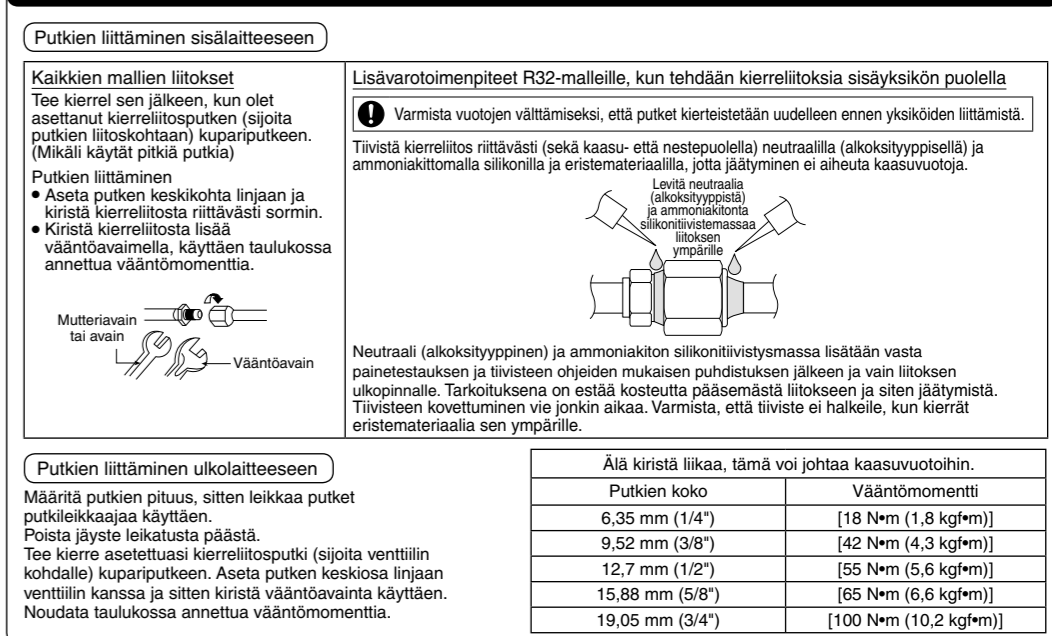 Putkien liittäminen sisälaitteeseen
Kaikkien mallien liitokset
Tee kierrel sen jälkeen, kun olet
asettanut kierreliitosputken (sijoita
putkien liitoskohtaan) kupariputkeen.
(Mikäli käytät pitkiä putkia)
Putkien liittäminen
• Aseta putken keskikohta linjaan ja
kiristä kierreliitosta riittävästi sormin.
• Kiristä kierreliitosta lisää
vääntöavaimella, käyttäen taulukossa
annettua vääntömomenttia.
Mutteriavain
tai avain
Vääntöavain
Lisävarotoimenpiteet R32-malleille, kun tehdään kierreliitoksia sisäyksikön puolella
Varmista vuotojen välttämiseksi, että putket kierteistetään uudelleen ennen yksiköiden liittämistä.
Tiivistä kierreliitos riittävästi (sekä kaasu- että nestepuolella) neutraalilla (alkoksityyppisellä) ja
ammoniakittomalla silikonilla ja eristemateriaalilla, jotta jäätyminen ei aiheuta kaasuvuotoja.
Levitä neutraalia
(alkoksityyppistä)
ja ammoniakitonta
silikonitiivistemassaa
liitoksen
ympärille
Neutraali (alkoksityyppinen) ja ammoniakiton silikonitiivistysmassa lisätään vasta
painetestauksen ja tiivisteen ohjeiden mukaisen puhdistuksen jälkeen ja vain liitoksen
ulkopinnalle. Tarkoituksena on estää kosteutta pääsemästä liitokseen ja siten jäätymistä.
Tiivisteen kovettuminen vie jonkin aikaa. Varmista, että tiiviste ei halkeile, kun kierrät
eristemateriaalia sen ympärille.
Putkien liittäminen ulkolaitteeseen
Määritä putkien pituus, sitten leikkaa putket
putkileikkaajaa käyttäen.
Poista jäyste leikatusta päästä.
Tee kierre asetettuasi kierreliitosputki (sijoita venttiilin
kohdalle) kupariputkeen. Aseta putken keskiosa linjaan
venttiilin kanssa ja sitten kiristä vääntöavainta käyttäen.
Noudata taulukossa annettua vääntömomenttia.
Älä kiristä liikaa, tämä voi johtaa kaasuvuotoihin.
Putkien koko Vääntömomentti
6,35 mm (1/4") [18 N•m (1,8 kgf•m)]
9,52 mm (3/8") [42 N•m (4,3 kgf•m)]
12,7 mm (1/2") [55 N•m (5,6 kgf•m)]
15,88 mm (5/8") [65 N•m (6,6 kgf•m)]
19,05 mm (3/4") [100 N•m (10,2 kgf•m)]